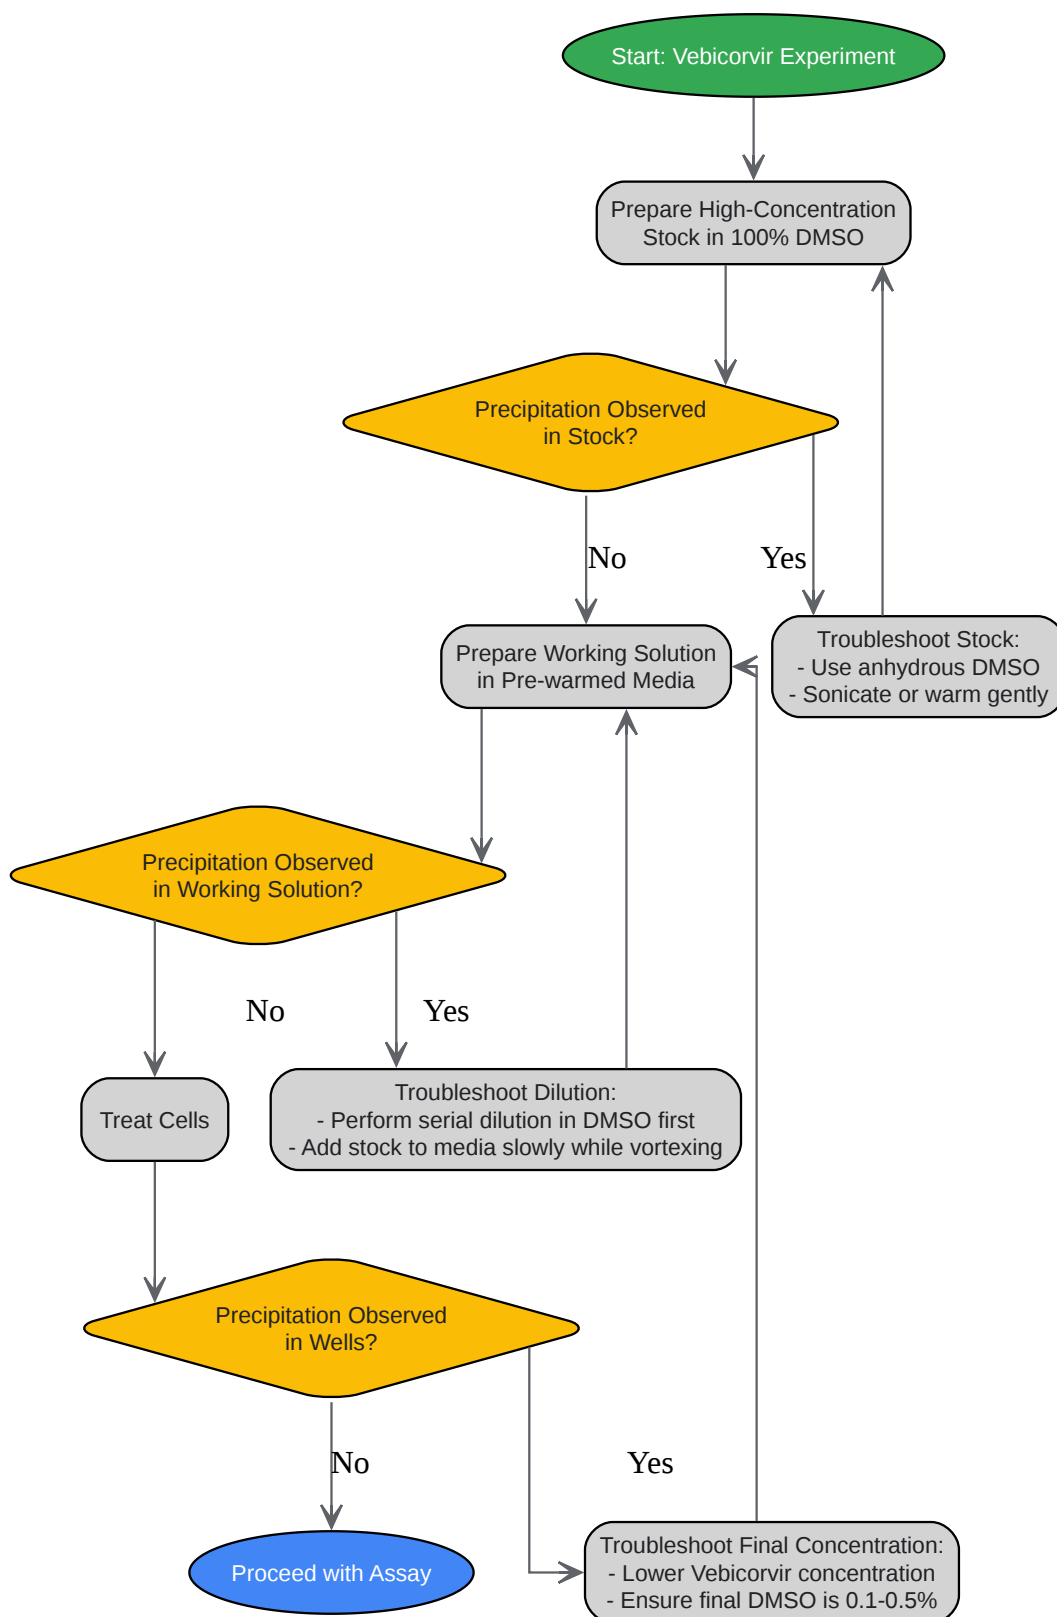 Start: Vebicorvir Experiment
Prepare High-Concentration
Stock in 100% DMSO
Precipitation Observed
in Stock?
No
Yes
Prepare Working Solution
in Pre-warmed Media
Troubleshoot Stock:
- Use anhydrous DMSO
- Sonicate or warm gently
Precipitation Observed
in Working Solution?
No
Yes
Treat Cells
Troubleshoot Dilution:
- Perform serial dilution in DMSO first
- Add stock to media slowly while vortexing
Precipitation Observed
in Wells?
No
Yes
Proceed with Assay
Troubleshoot Final Concentration:
- Lower Vebicorvir concentration
- Ensure final DMSO is 0.1-0.5%